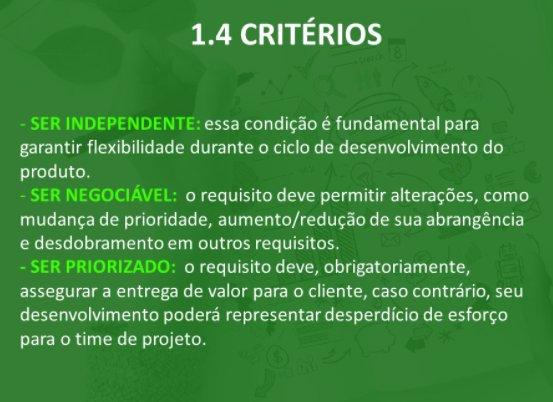 1.4 CRITÉRIOS
- SER INDEPENDENTE: essa condição é fundamental para
garantir flexibilidade durante o ciclo de desenvolvimento do
produto.
- SER NEGOCIÁVEL: o requisito deve permitir alterações, como
mudança de prioridade, aumento/redução de sua abrangência
e desdobramento em outros requisitos.
- SER PRIORIZADO: o requisito deve, obrigatoriamente,
assegurar a entrega de valor para o cliente, caso contrário, seu
desenvolvimento poderá representar desperdício de esforço
para o time de projeto.